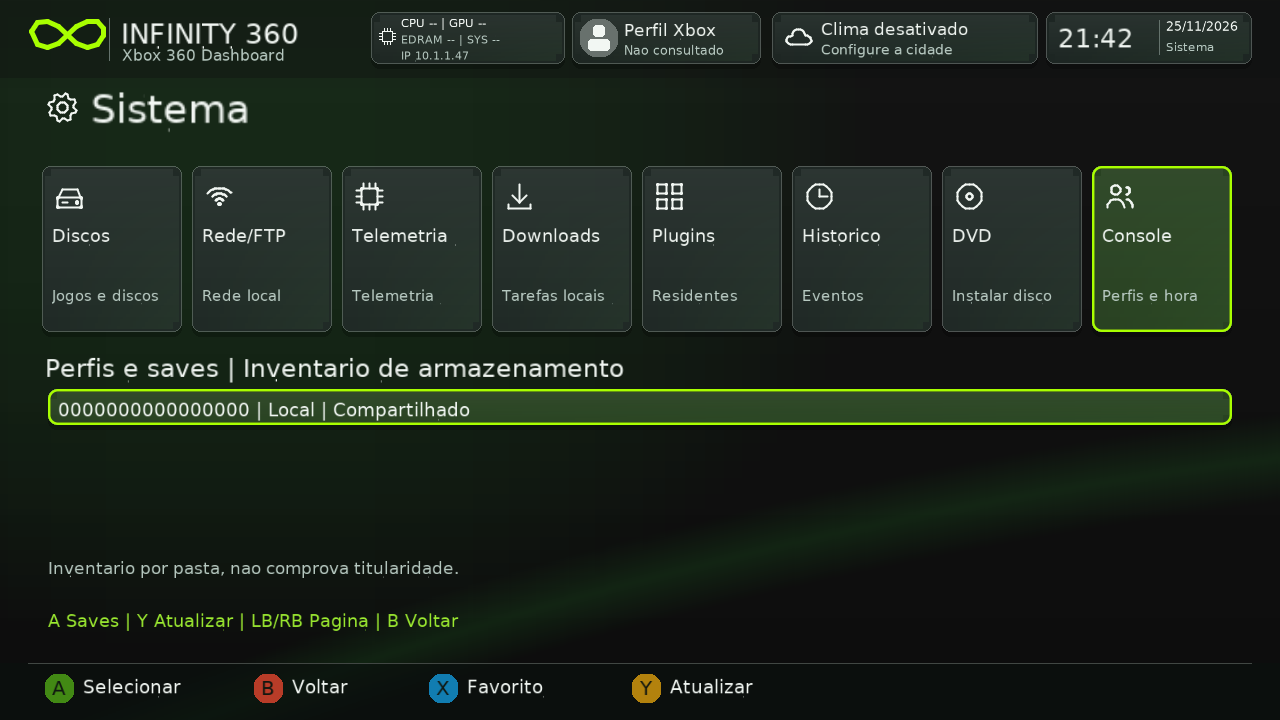 INFINITY 360
Xbox 360 Dashboard
CPU -- | GPU --
EDRAM -- | SYS --
IP 10.1.1.47
Perfil Xbox
Nao consultado
Clima desativado
Configure a cidade
21:42
25/11/2026
Sistema
Sistema
Discos
Jogos e discos
Rede/FTP
Rede local
Telemetria
Telemetria
Downloads
Tarefas locais
Plugins
Residentes
Historico
Eventos
DVD
Instalar disco
Console
Perfis e hora
Perfis e saves | Inventario de armazenamento
0000000000000000 | Local | Compartilhado
Inventario por pasta, nao comprova titularidade.
A Saves | Y Atualizar | LB/RB Pagina | B Voltar
A Selecionar
B Voltar
X Favorito
Y Atualizar